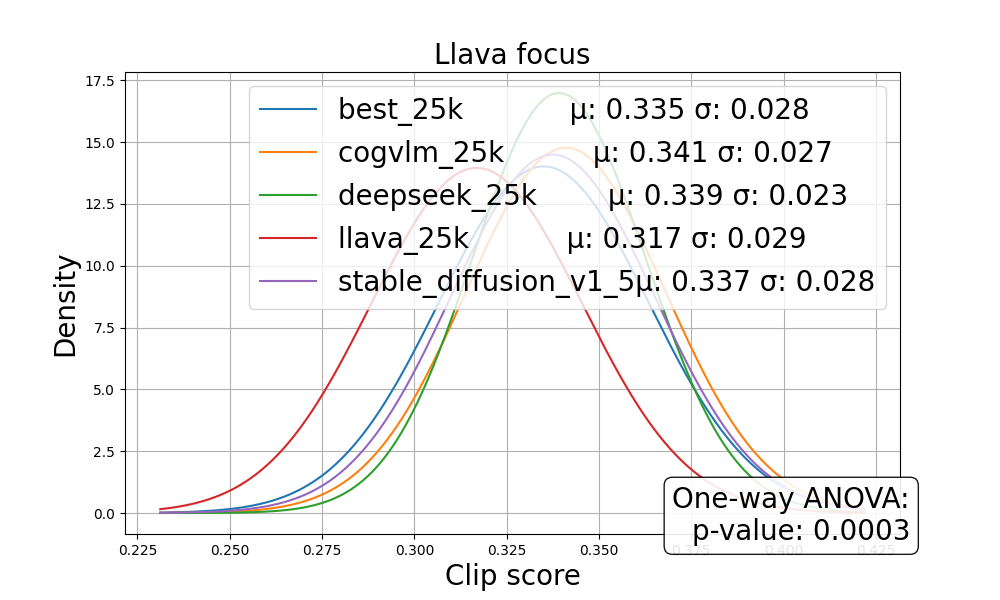 Llava focus
17.5
15.0
12.5
10.0
7.5
5.0
2.5
0.0
Density
best_25k μ: 0.335 σ: 0.028
cogvlm_25k μ: 0.341 σ: 0.027
deepseek_25k μ: 0.339 σ: 0.023
llava_25k μ: 0.317 σ: 0.029
stable_diffusion_v1_5μ: 0.337 σ: 0.028
One-way ANOVA:
p-value: 0.0003
0.225 0.250 0.275 0.300 0.325 0.350 0.375 0.400 0.425
Clip score